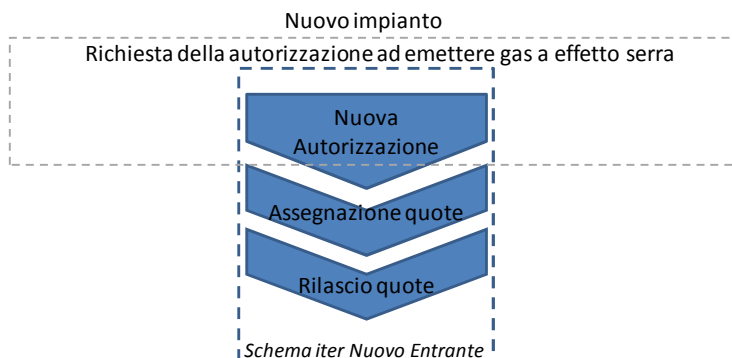 Nuovo impianto
Richiesta della autorizzazione ad emettere gas a effetto serra
Nuova
Autorizzazione
Assegnazione quote
Rilascio quote
Schema iter Nuovo Entrante